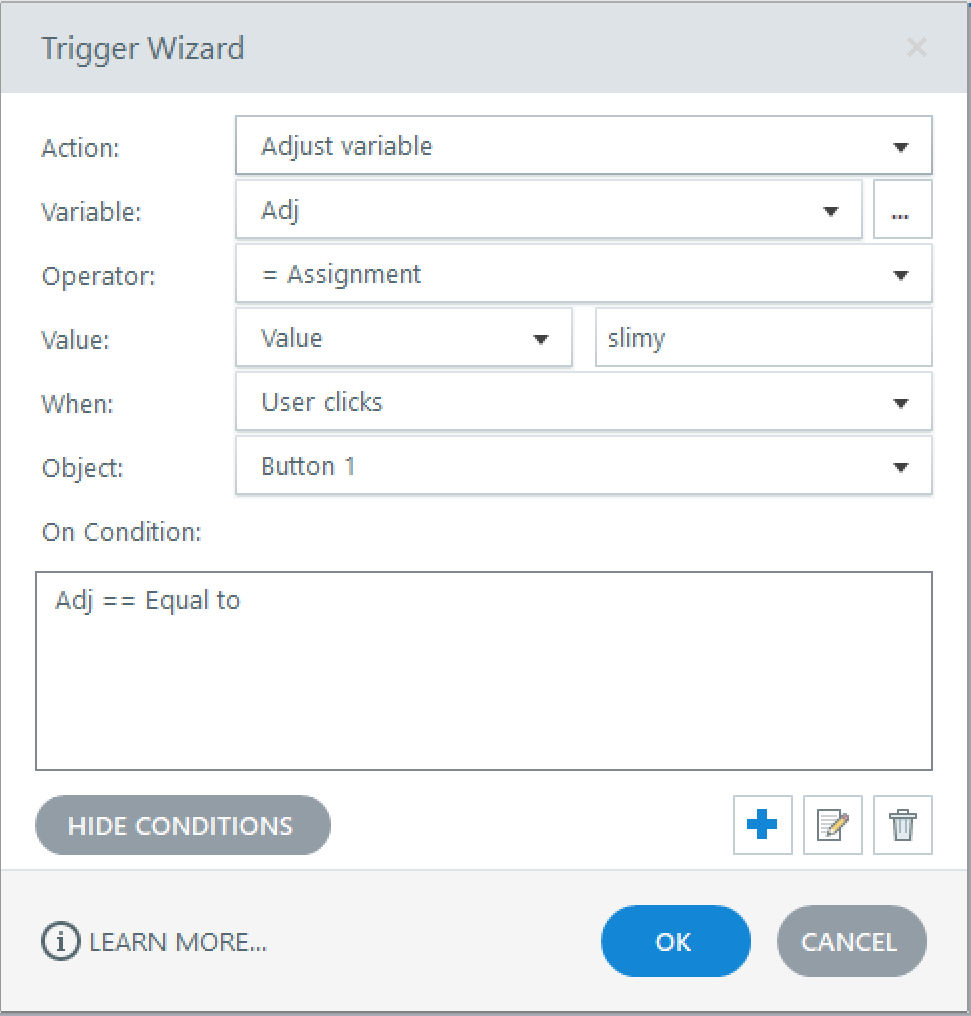 Trigger Wizard
Action: Adjust variable
Variable: Adj ...
Operator: = Assignment
Value: Value slimy
When: User clicks
Object: Button 1
On Condition:
Adj == Equal to
HIDE CONDITIONS
LEARN MORE... OK CANCEL